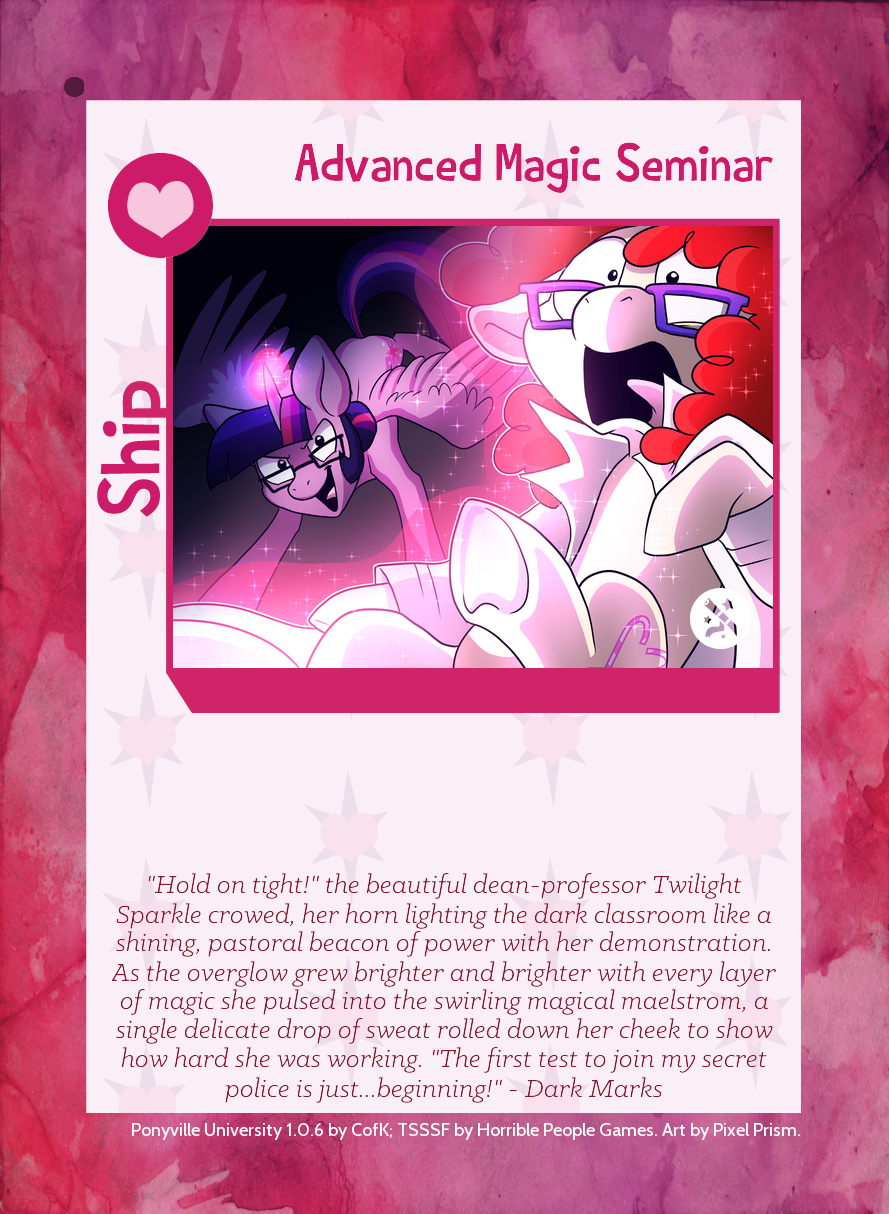 Advanced Magic Seminar
Ship
"Hold on tight!" the beautiful dean-professor Twilight
Sparkle crowed, her horn lighting the dark classroom like a
shining, pastoral beacon of power with her demonstration.
As the overglow grew brighter and brighter with every layer
of magic she pulsed into the swirling magical maelstrom, a
single delicate drop of sweat rolled down her cheek to show
how hard she was working. "The first test to join my secret
police is just...beginning!" - Dark Marks
Ponyville University 1.0.6 by CofK; TSSSF by Horrible People Games. Art by Pixel Prism.